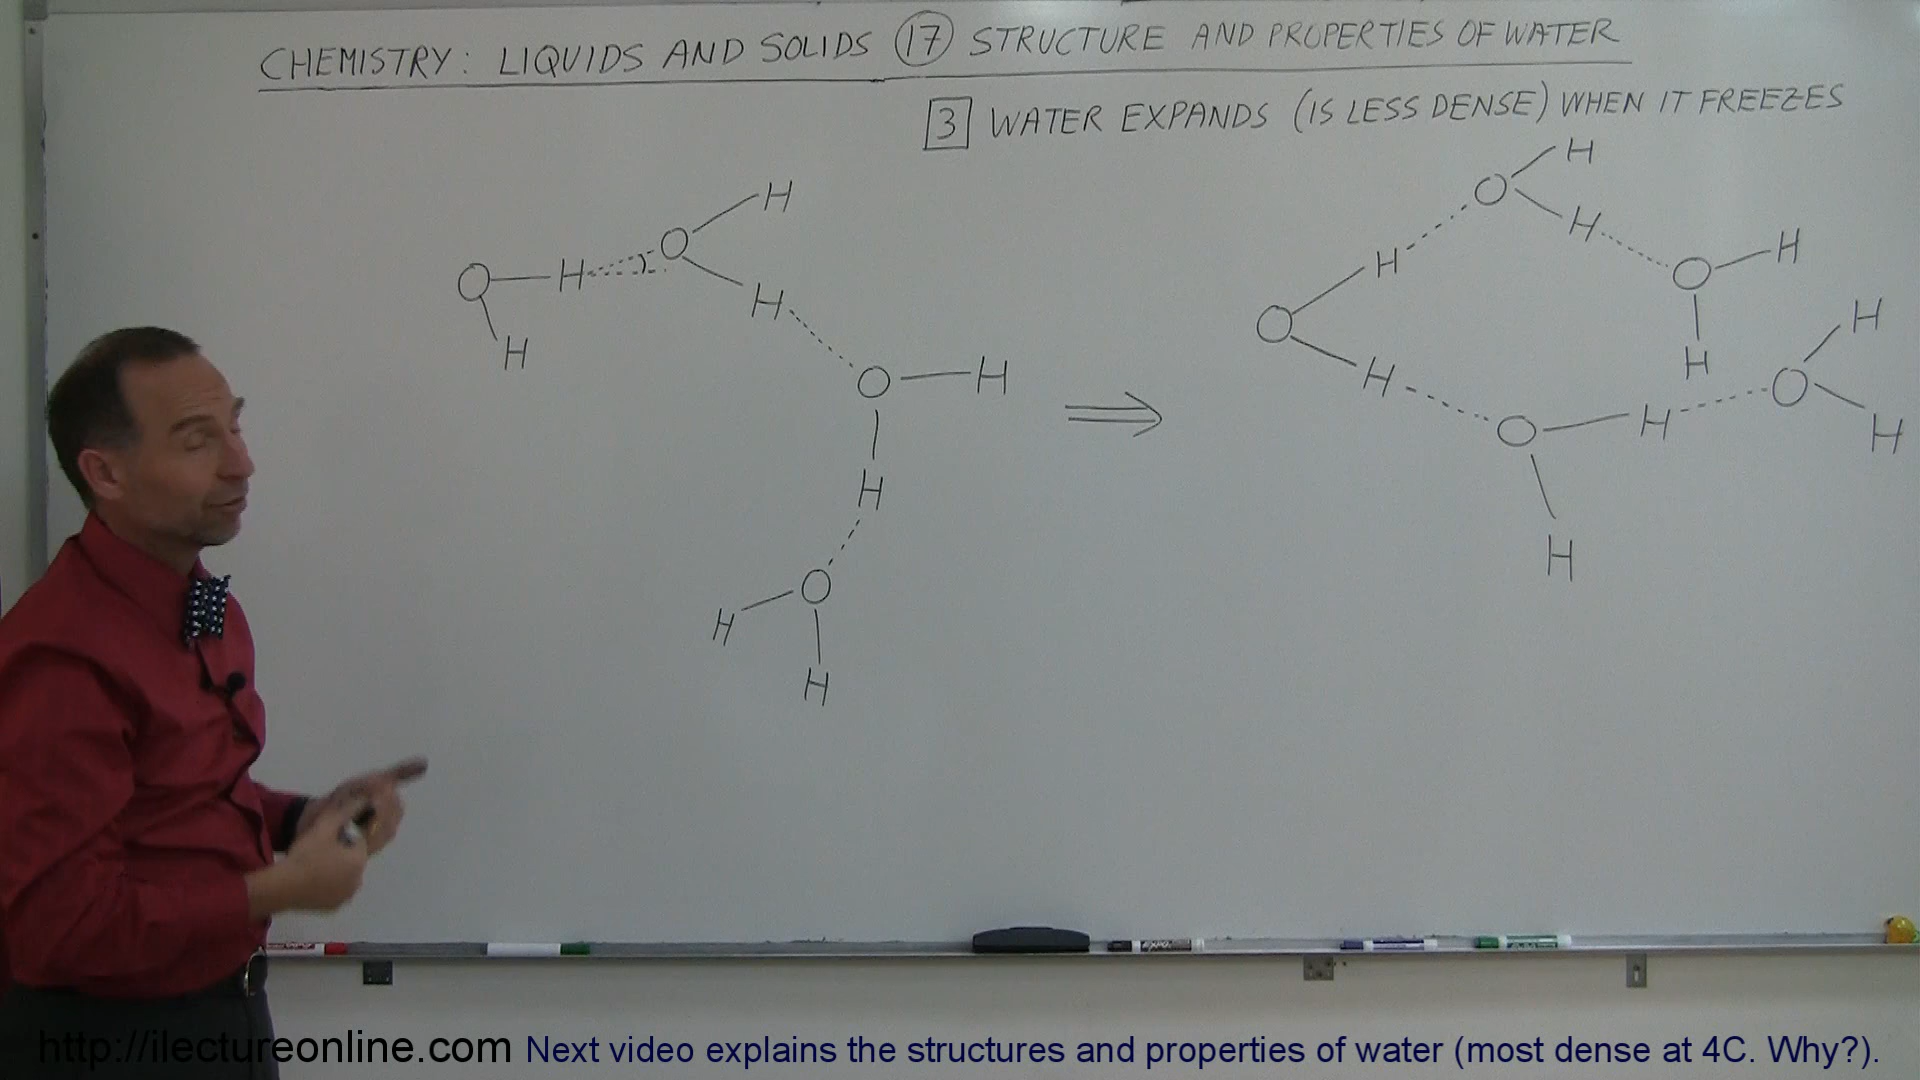 CHEMISTRY: LIQUIDS AND SOLIDS 17 STRUCTURE AND PROPERTIES OF WATER
3 WATER EXPANDS (IS LESS DENSE) WHEN IT FREEZES
O H O H
H H
O H
H
O H
H
H
O H
H
O H
H
O H
H
O H
H
O H
H
EXPO
http://ilectureonline.com Next video explains the structures and properties of water (most dense at 4C. Why?).